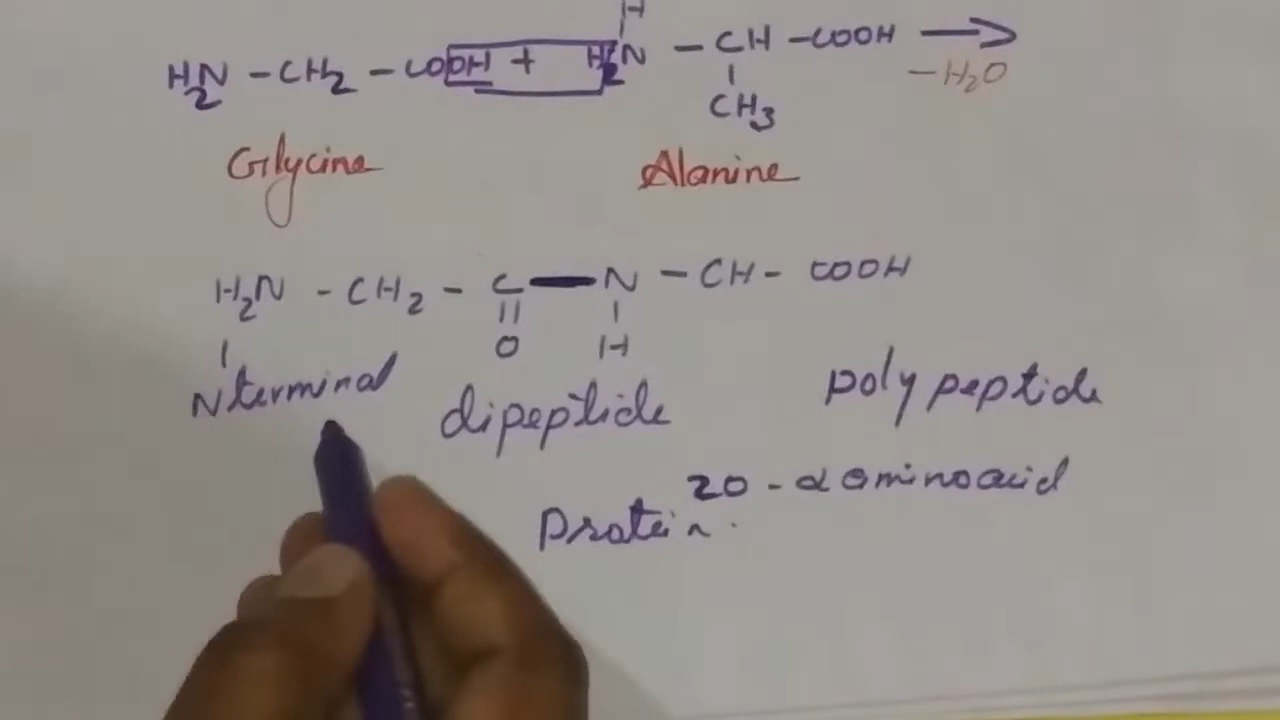 H
H₂N - CH₂ - COOH + H₂N - CH - COOH ⟶
- H₂O
CH₃
Glycine Alanine
H₂N - CH₂ - C - N - CH - COOH
O H
N terminal dipeptide polypeptide
20 - α aminoacid
Protein.